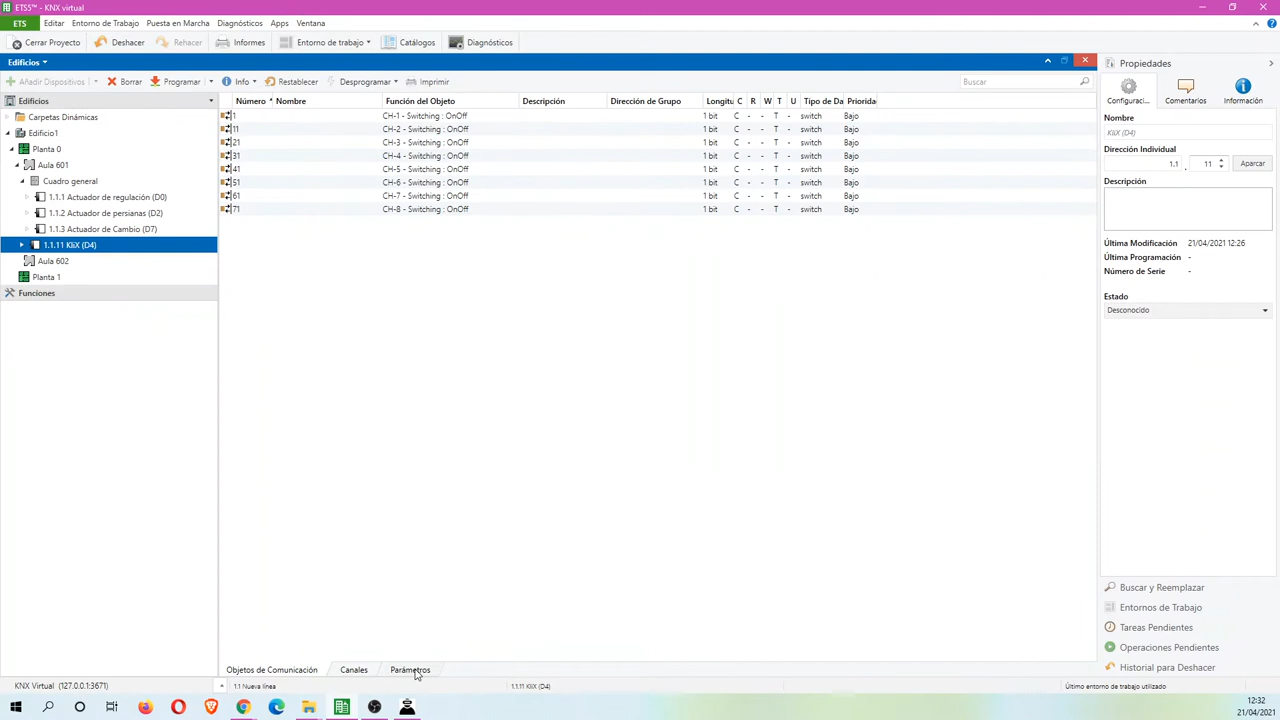 ETS5™ - KNX virtual
ETS Editar Entorno de Trabajo Puesta en Marcha Diagnósticos Apps Ventana
Cerrar Proyecto Deshacer Rehacer Informes Entorno de trabajo Catálogos Diagnósticos
Edificios
Añadir Dispositivos Borrar Programar Info Restablecer Desprogramar Imprimir Buscar
Edificios
Carpetas Dinámicas
Edificio1
Planta 0
Aula 601
Cuadro general
1.1.1 Actuador de regulación (D0)
1.1.2 Actuador de persianas (D2)
1.1.3 Actuador de Cambio (D7)
1.1.11 KliX (D4)
Aula 602
Planta 1
Funciones
Número Nombre Función del Objeto Descripción Dirección de Grupo Longitu C R W T U Tipo de Da Priorida
1 CH-1 - Switching : OnOff 1 bit C - - T - switch Bajo
11 CH-2 - Switching : OnOff 1 bit C - - T - switch Bajo
21 CH-3 - Switching : OnOff 1 bit C - - T - switch Bajo
31 CH-4 - Switching : OnOff 1 bit C - - T - switch Bajo
41 CH-5 - Switching : OnOff 1 bit C - - T - switch Bajo
51 CH-6 - Switching : OnOff 1 bit C - - T - switch Bajo
61 CH-7 - Switching : OnOff 1 bit C - - T - switch Bajo
71 CH-8 - Switching : OnOff 1 bit C - - T - switch Bajo
Objetos de Comunicación Canales Parámetros
Propiedades
Configuraci... Comentarios Información
Nombre
KliX (D4)
Dirección Individual
1.1 . 11 Aparcar
Descripción
Última Modificación 21/04/2021 12:26
Última Programación -
Número de Serie -
Estado
Desconocido
Buscar y Reemplazar
Entornos de Trabajo
Tareas Pendientes
Operaciones Pendientes
Historial para Deshacer
KNX Virtual (127.0.0.1:3671) 1.1 Nueva línea 1.1.11 KliX (D4) Último entorno de trabajo utilizado
12:32
21/04/2021